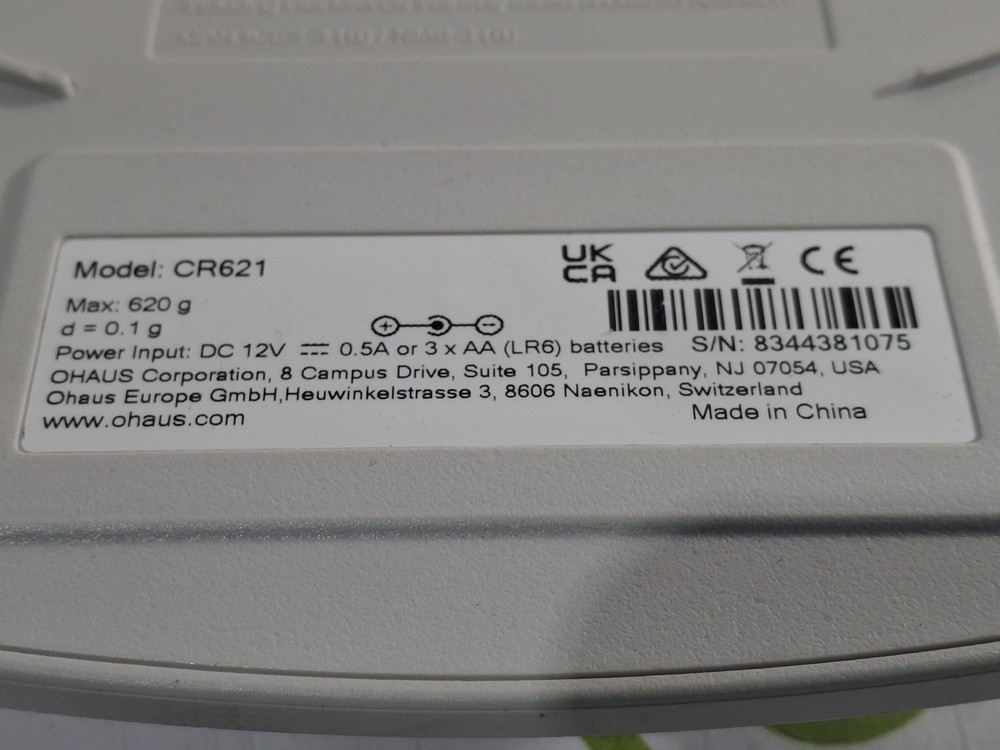 Model: CR621
UK
CA
CE
Max: 620 g
d = 0.1 g
Power Input: DC 12V ⎓ 0.5A or 3 x AA (LR6) batteries
S/N: 8344381075
OHAUS Corporation, 8 Campus Drive, Suite 105, Parsippany, NJ 07054, USA
Ohaus Europe GmbH,Heuwinkelstrasse 3, 8606 Naenikon, Switzerland
www.ohaus.com
Made in China